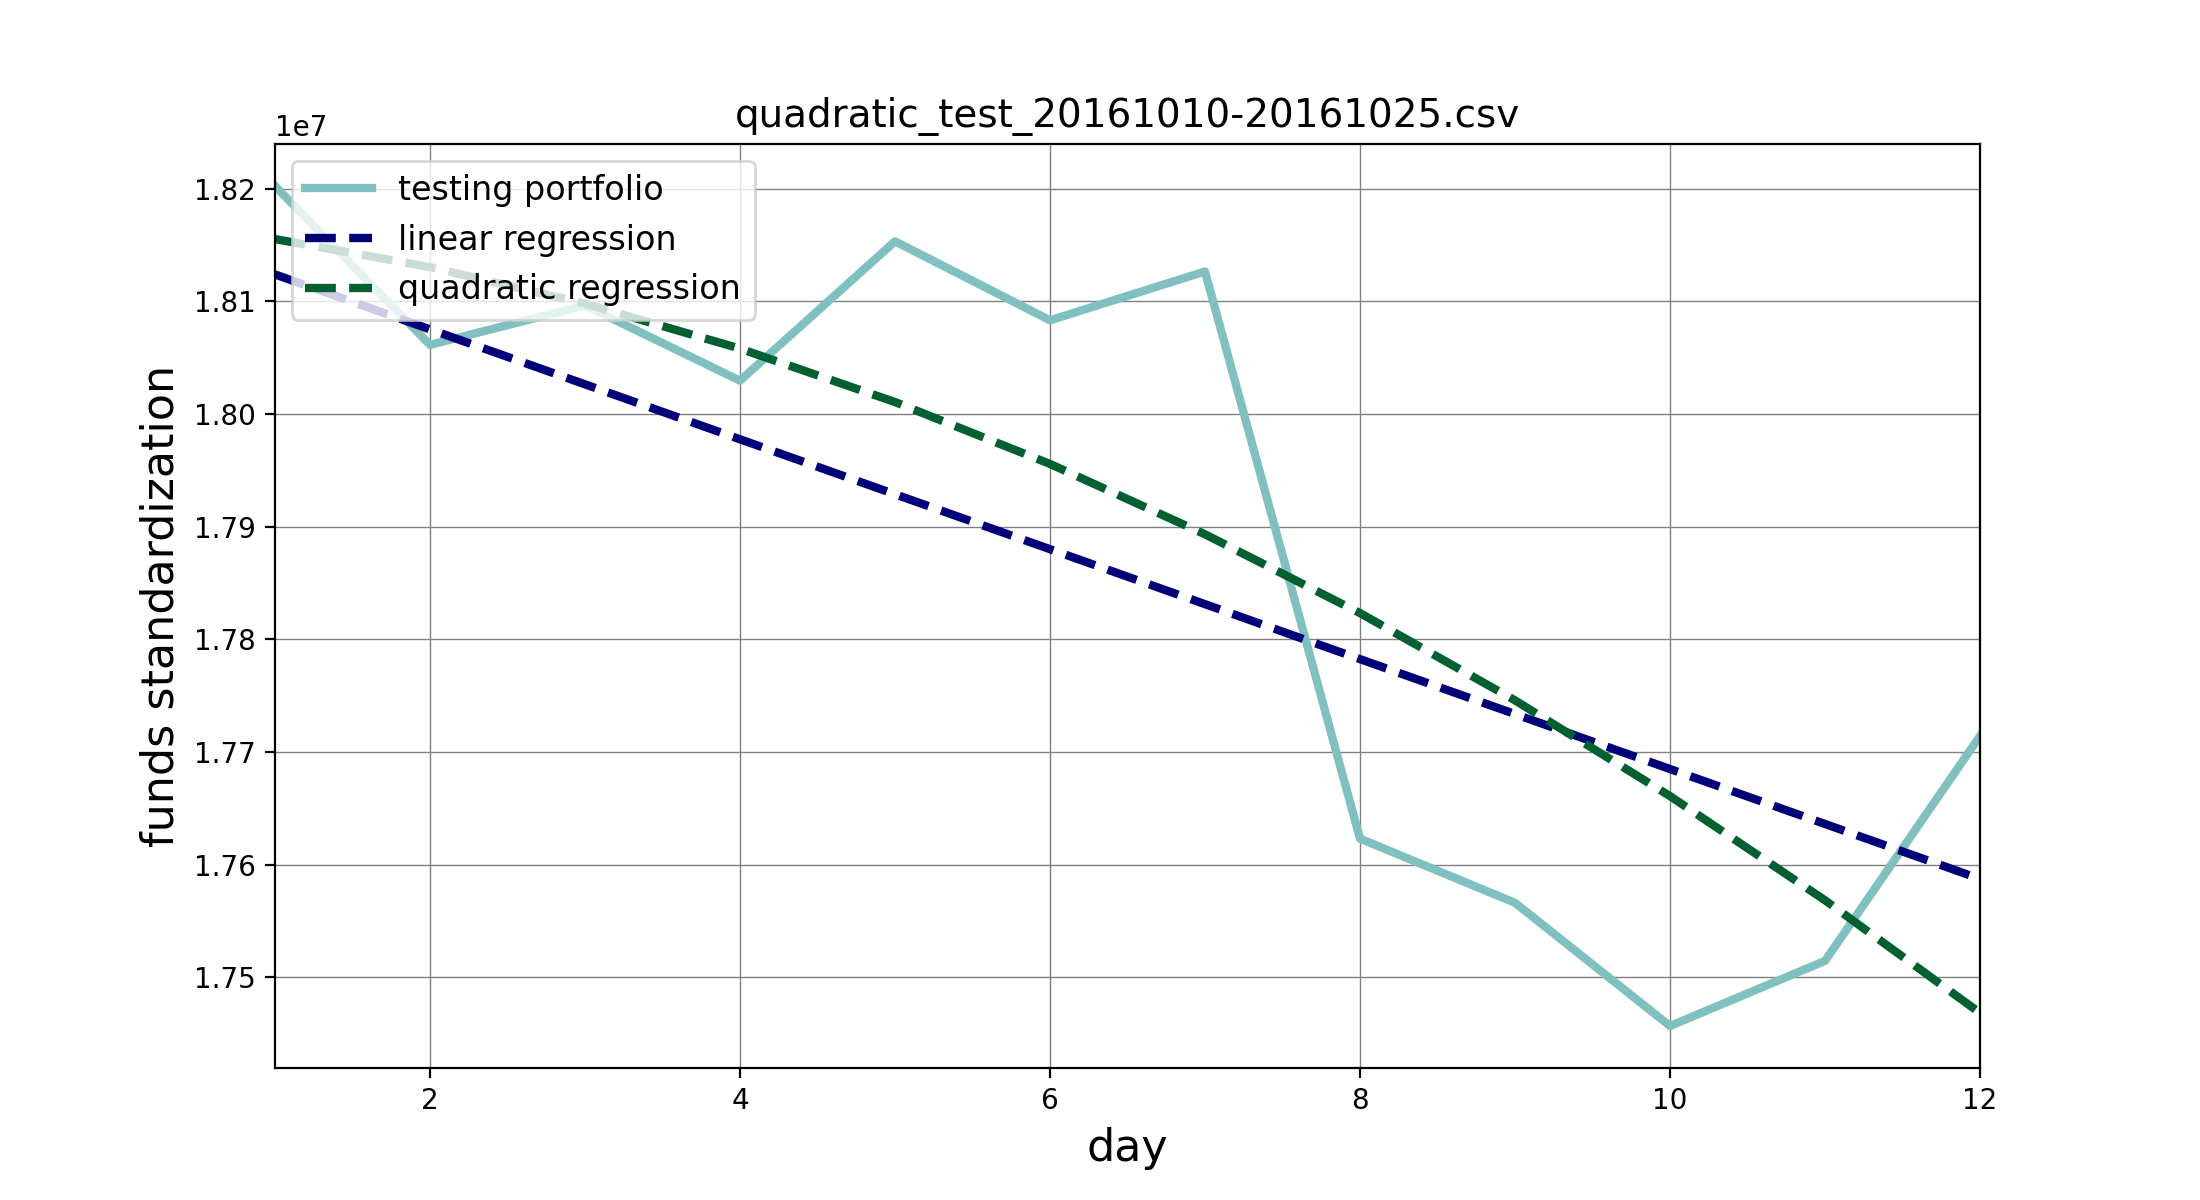 quadratic_test_20161010-20161025.csv
1e7
testing portfolio
linear regression
quadratic regression
funds standardization
1.82
1.81
1.80
1.79
1.78
1.77
1.76
1.75
2 4 6 8 10 12
day